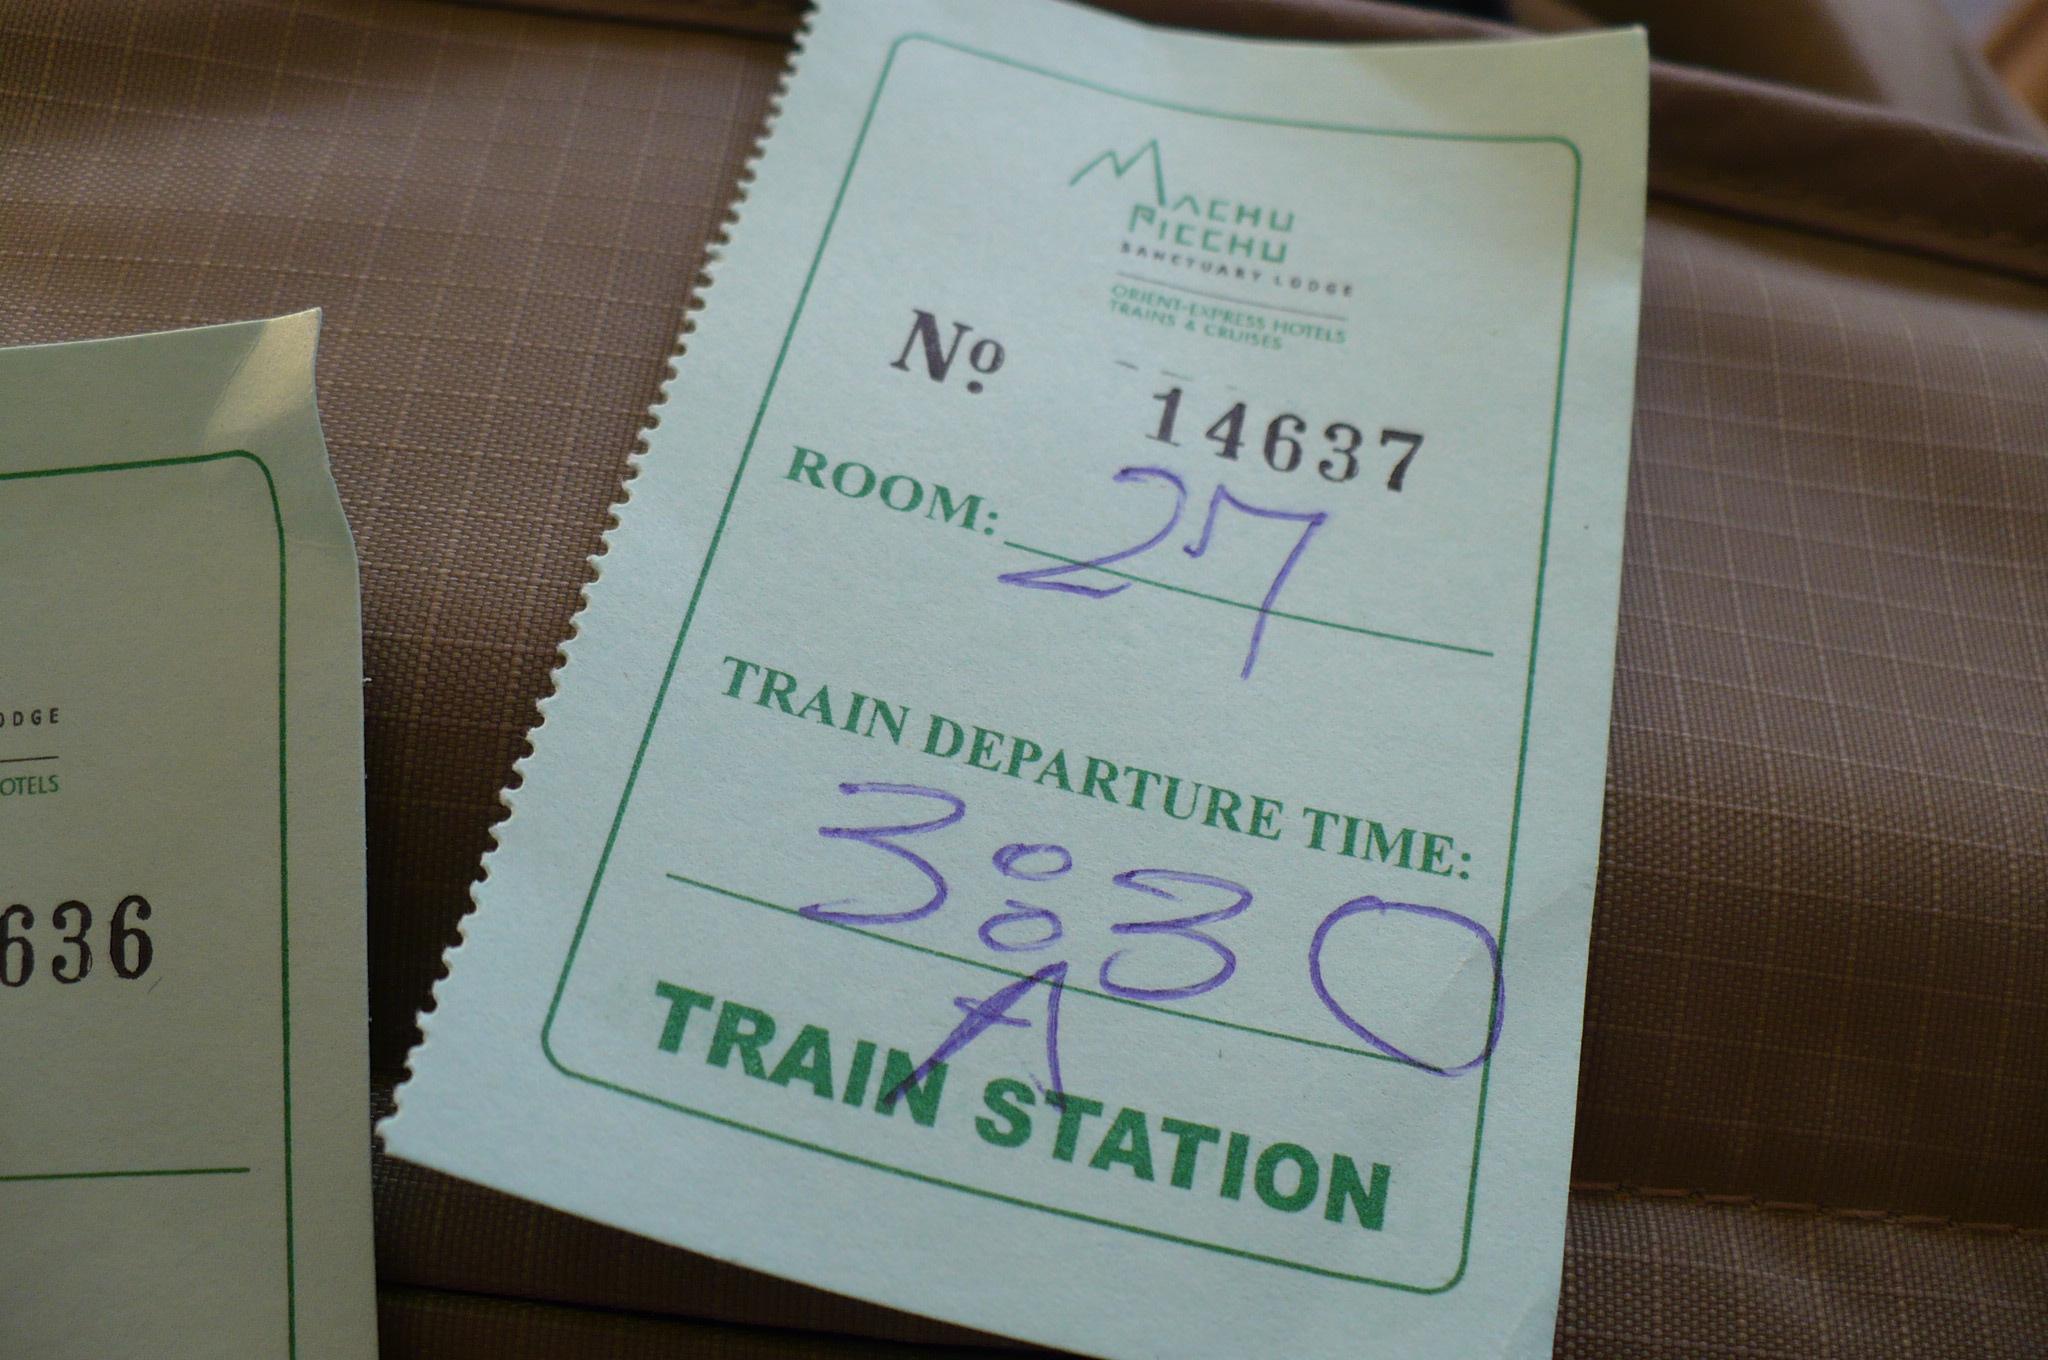 MACHU
PICCHU
SANCTUARY LODGE
ORIENT-EXPRESS HOTELS
TRAINS & CRUISES
Nº 14637
ROOM: 27
TRAIN DEPARTURE TIME:
3:30
A
TRAIN STATION
ODGE
OTELS
636